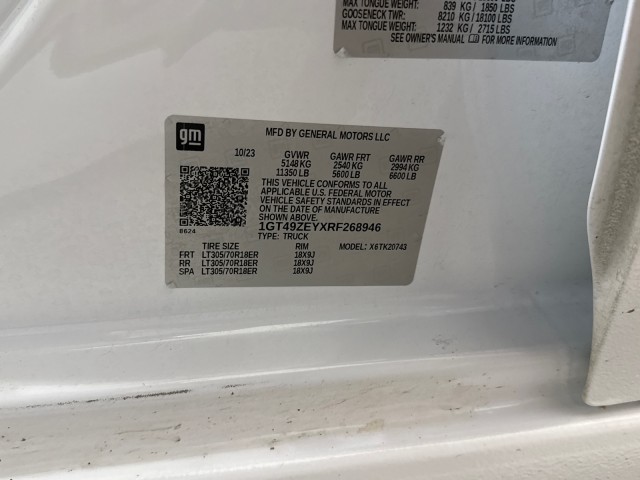 MAX TONGUE WEIGHT: 839 KG / 1850 LBS
GOOSENECK TWR: 8210 KG / 18100 LBS
MAX TONGUE WEIGHT: 1232 KG / 2715 LBS
SEE OWNER'S MANUAL FOR MORE INFORMATION
gm
MFD BY GENERAL MOTORS LLC
10/23 GVWR GAWR FRT GAWR RR
5148 KG 2540 KG 2994 KG
11350 LB 5600 LB 6600 LB
THIS VEHICLE CONFORMS TO ALL
APPLICABLE U.S. FEDERAL MOTOR
VEHICLE SAFETY STANDARDS IN EFFECT
ON THE DATE OF MANUFACTURE
SHOWN ABOVE.
1GT49ZEYXRF268946
8624 TYPE: TRUCK
TIRE SIZE RIM MODEL: X6TK20743
FRT LT305/70R18ER 18X9J
RR LT305/70R18ER 18X9J
SPA LT305/70R18ER 18X9J